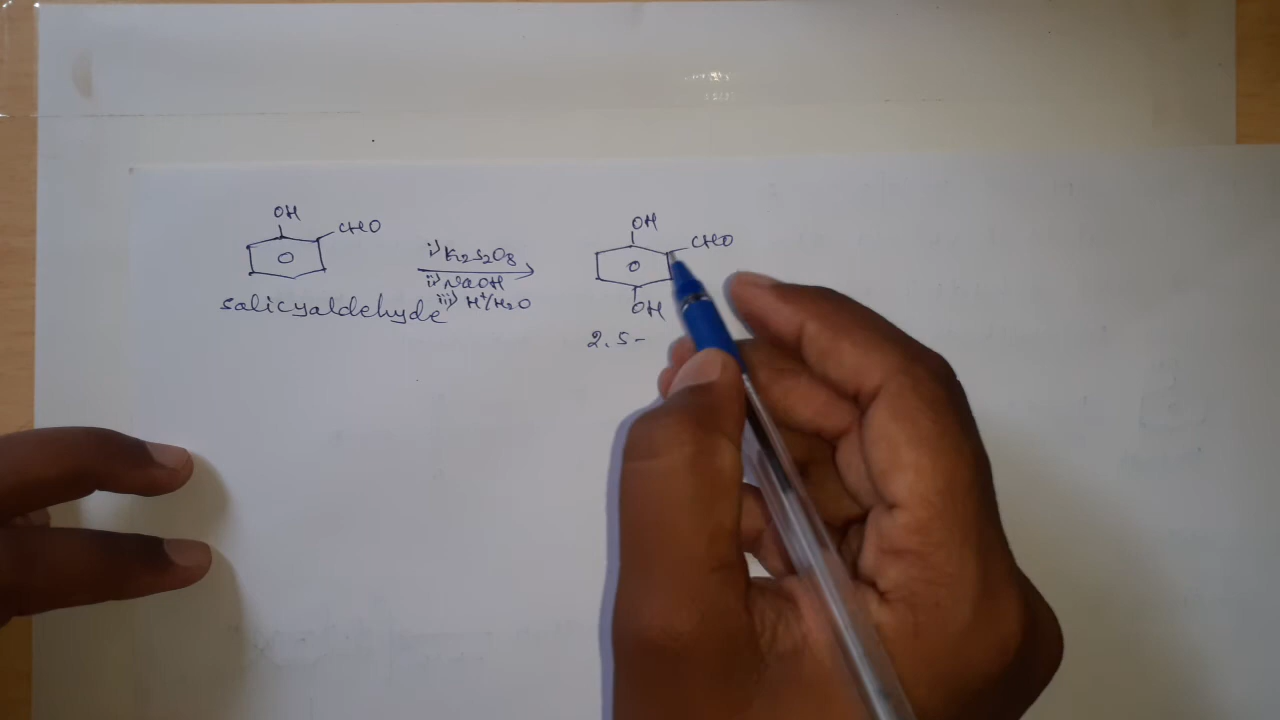 OH
CHO
O
salicyaldehyde
i) K2S2O8
ii) NaOH
iii) H+/H2O
OH
CHO
O
OH
2.5-